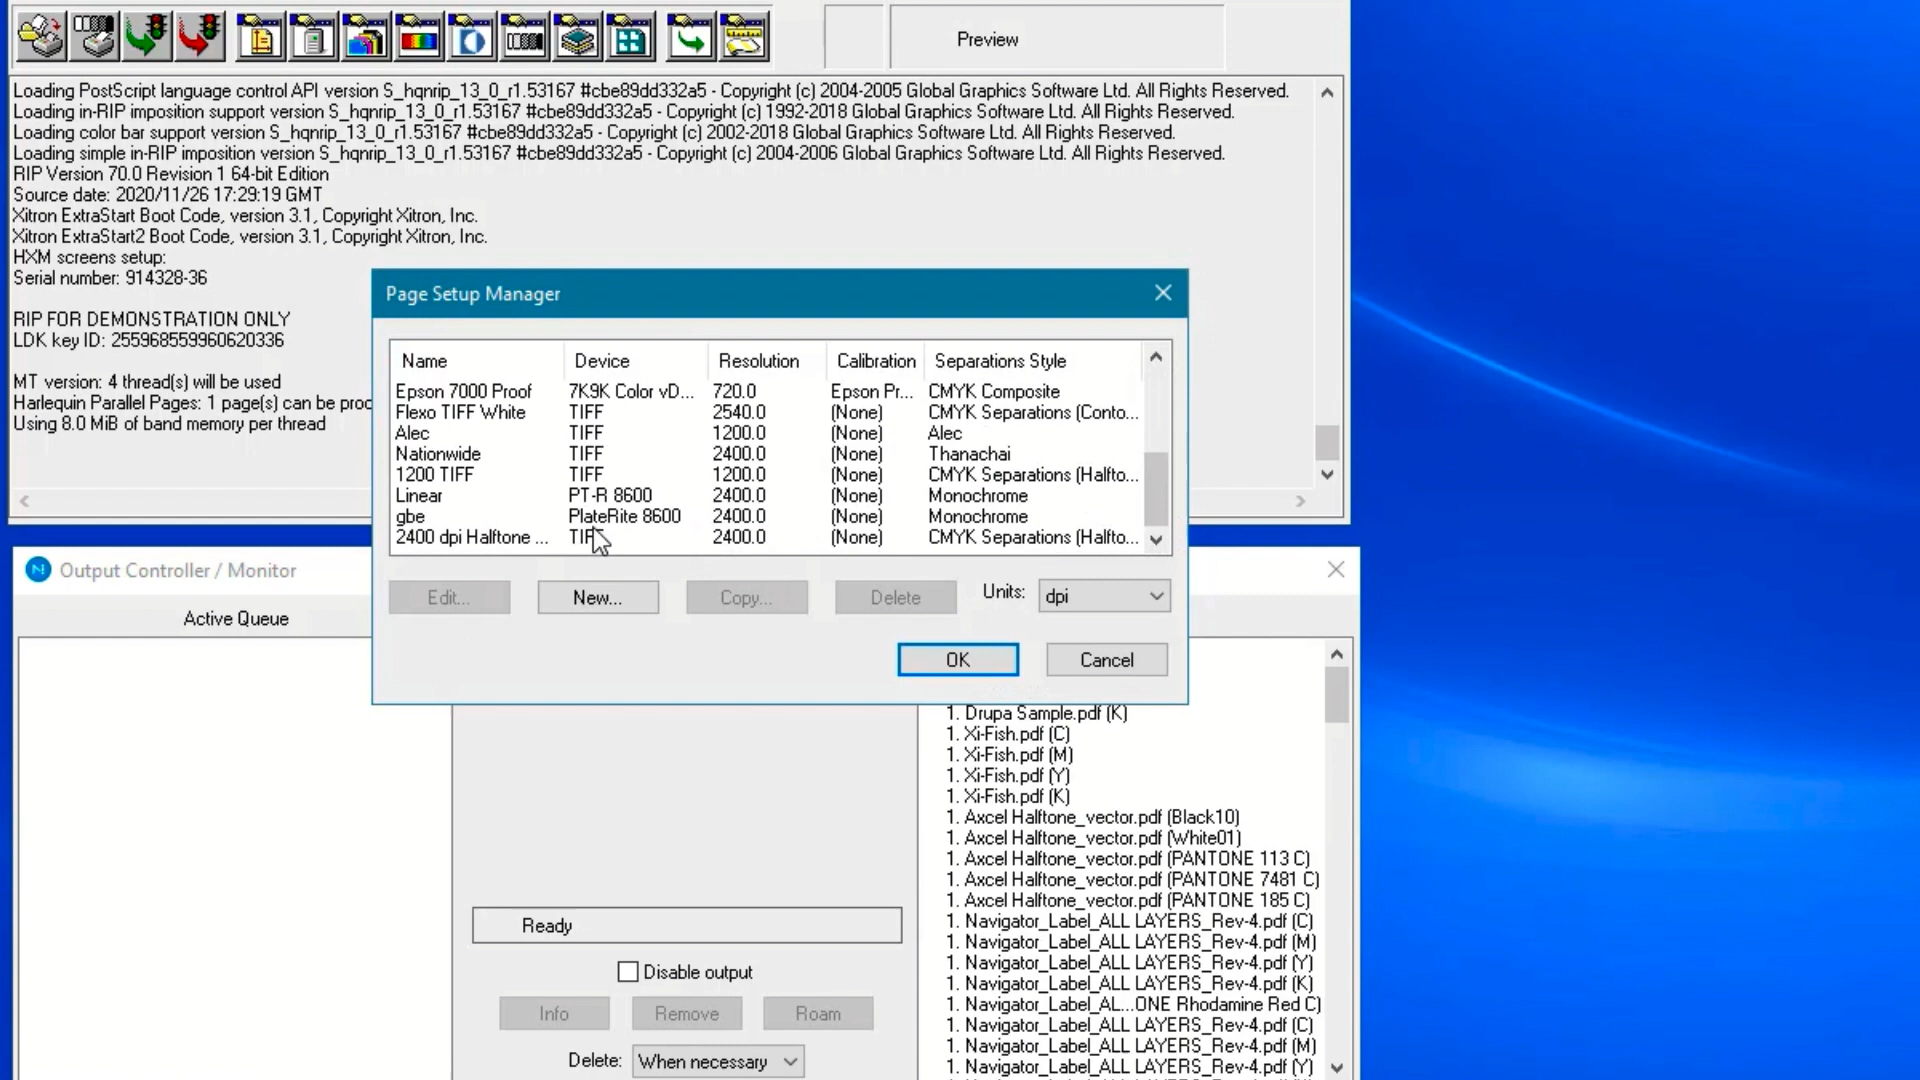 Preview
Loading PostScript language control API version S_hqnrip_13_0_r1.53167 #cbe89dd332a5 - Copyright (c) 2004-2005 Global Graphics Software Ltd. All Rights Reserved.
Loading in-RIP imposition support version S_hqnrip_13_0_r1.53167 #cbe89dd332a5 - Copyright (c) 1992-2018 Global Graphics Software Ltd. All Rights Reserved.
Loading color bar support version S_hqnrip_13_0_r1.53167 #cbe89dd332a5 - Copyright (c) 2002-2018 Global Graphics Software Ltd. All Rights Reserved.
Loading simple in-RIP imposition version S_hqnrip_13_0_r1.53167 #cbe89dd332a5 - Copyright (c) 2004-2006 Global Graphics Software Ltd. All Rights Reserved.
RIP Version 70.0 Revision 1 64-bit Edition
Source date: 2020/11/26 17:29:19 GMT
Xitron ExtraStart Boot Code, version 3.1, Copyright Xitron, Inc.
Xitron ExtraStart2 Boot Code, version 3.1, Copyright Xitron, Inc.
HXM screens setup:
Serial number: 914328-36
RIP FOR DEMONSTRATION ONLY
LDK key ID: 255968559960620336
MT version: 4 thread(s) will be used
Harlequin Parallel Pages: 1 page(s) can be proc
Using 8.0 MiB of band memory per thread
Page Setup Manager
Name Device Resolution Calibration Separations Style
Epson 7000 Proof 7K9K Color vD... 720.0 Epson Pr... CMYK Composite
Flexo TIFF White TIFF 2540.0 (None) CMYK Separations (Conto...
Alec TIFF 1200.0 (None) Alec
Nationwide TIFF 2400.0 (None) Thanachai
1200 TIFF TIFF 1200.0 (None) CMYK Separations (Halfto...
Linear PT-R 8600 2400.0 (None) Monochrome
gbe PlateRite 8600 2400.0 (None) Monochrome
2400 dpi Halftone ... TIFF 2400.0 (None) CMYK Separations (Halfto...
Edit... New... Copy... Delete Units: dpi
OK Cancel
Output Controller / Monitor
Active Queue
1. Drupa Sample.pdf (K)
1. Xi-Fish.pdf (C)
1. Xi-Fish.pdf (M)
1. Xi-Fish.pdf (Y)
1. Xi-Fish.pdf (K)
1. Axcel Halftone_vector.pdf (Black10)
1. Axcel Halftone_vector.pdf (White01)
1. Axcel Halftone_vector.pdf (PANTONE 113 C)
1. Axcel Halftone_vector.pdf (PANTONE 7481 C)
1. Axcel Halftone_vector.pdf (PANTONE 185 C)
1. Navigator_Label_ALL LAYERS_Rev-4.pdf (C)
1. Navigator_Label_ALL LAYERS_Rev-4.pdf (M)
1. Navigator_Label_ALL LAYERS_Rev-4.pdf (Y)
1. Navigator_Label_ALL LAYERS_Rev-4.pdf (K)
1. Navigator_Label_AL...ONE Rhodamine Red C)
1. Navigator_Label_ALL LAYERS_Rev-4.pdf (C)
1. Navigator_Label_ALL LAYERS_Rev-4.pdf (M)
1. Navigator_Label_ALL LAYERS_Rev-4.pdf (Y)
Ready
Disable output
Info Remove Roam
Delete: When necessary